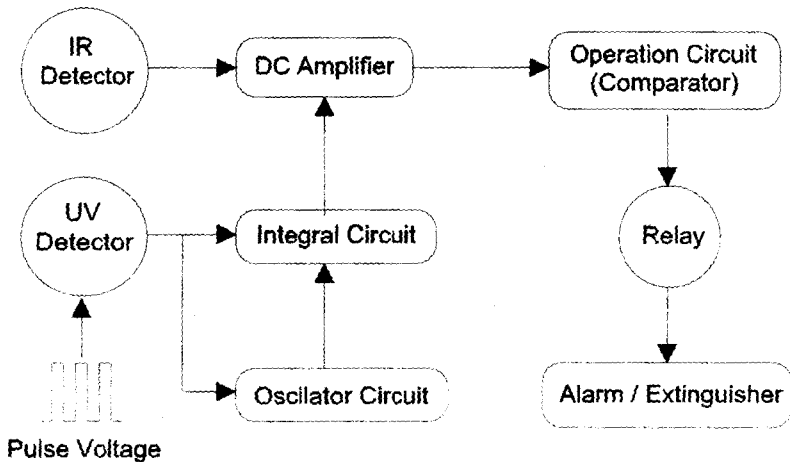 IR
Detector
DC Amplifier
Operation Circuit
(Comparator)
UV
Detector
Integral Circuit
Relay
Oscilator Circuit
Alarm / Extinguisher
Pulse Voltage